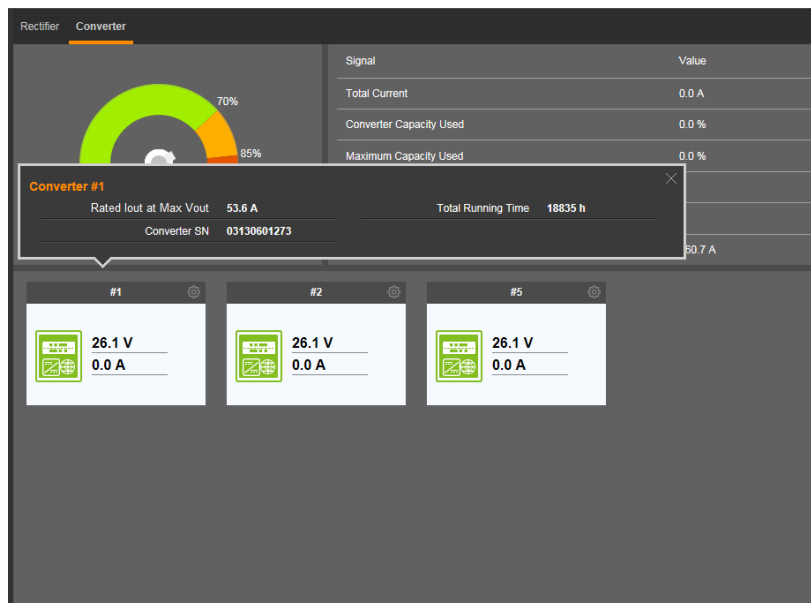 Rectifier Converter
Signal Value
70%
Total Current 0.0 A
Converter Capacity Used 0.0 %
85%
Maximum Capacity Used 0.0 %
Converter #1
Rated Iout at Max Vout 53.6 A Total Running Time 18835 h
Converter SN 03130601273
60.7 A
#1 #2 #5
26.1 V 26.1 V 26.1 V
0.0 A 0.0 A 0.0 A